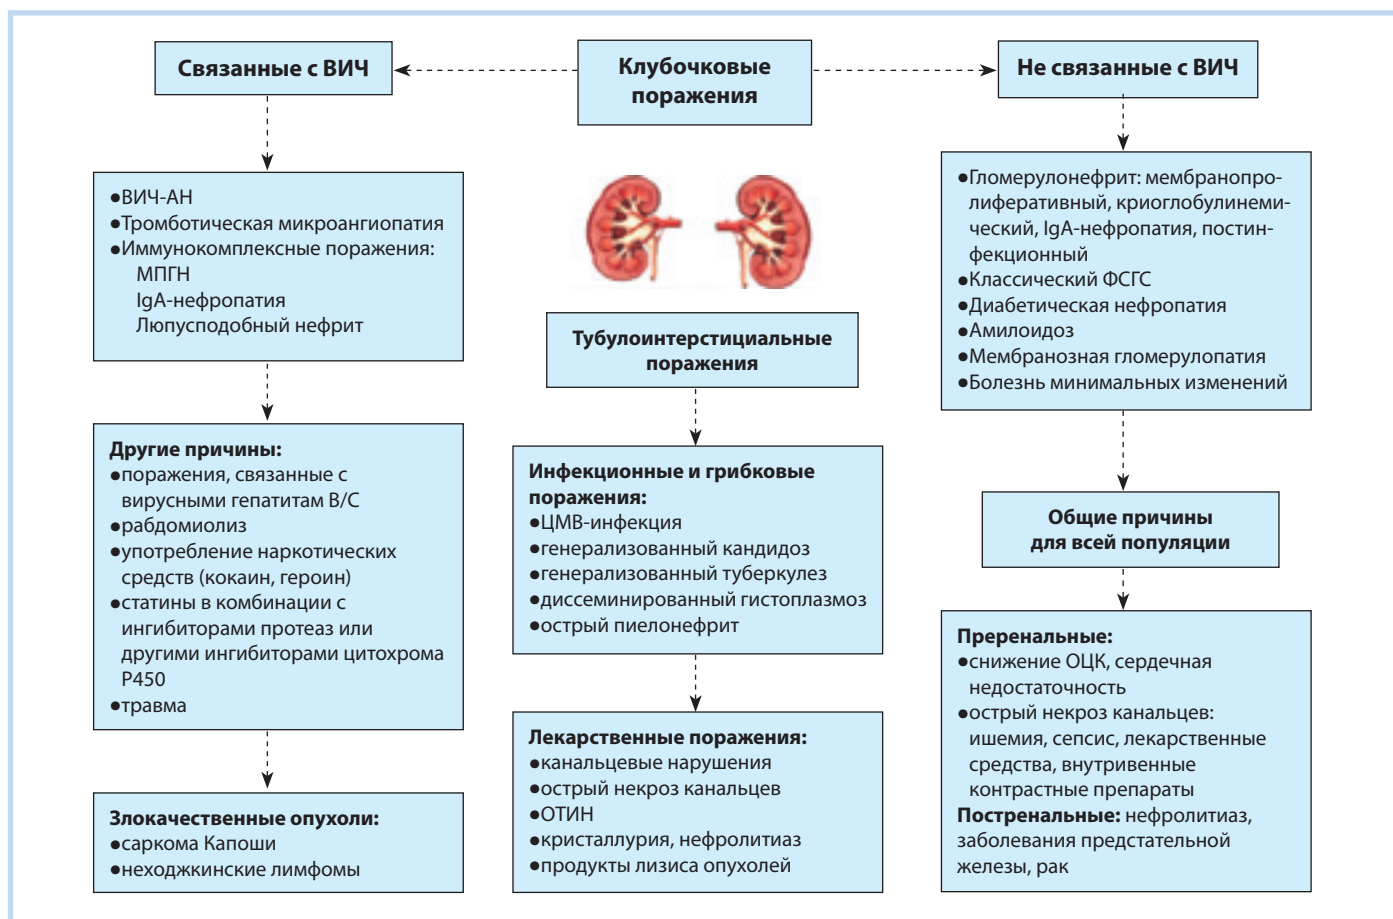 Связанные с ВИЧ
Клубочковые
поражения
Не связанные с ВИЧ
●ВИЧ-АН
●Тромботическая микроангиопатия
●Иммунокомплексные поражения:
МПГН
IgA-нефропатия
Люпусподобный нефрит
Другие причины:
●поражения, связанные с
вирусными гепатитам В/С
●рабдомиолиз
●употребление наркотических
средств (кокаин, героин)
●статины в комбинации с
ингибиторами протеаз или
другими ингибиторами цитохрома
Р450
●травма
Злокачественные опухоли:
●саркома Капоши
●неходжкинские лимфомы
Тубулоинтерстициальные
поражения
Инфекционные и грибковые
поражения:
●ЦМВ-инфекция
●генерализованный кандидоз
●генерализованный туберкулез
●диссеминированный гистоплазмоз
●острый пиелонефрит
Лекарственные поражения:
●канальцевые нарушения
●острый некроз канальцев
●ОТИН
●кристаллурия, нефролитиаз
●продукты лизиса опухолей
●Гломерулонефрит: мембранопро-
лиферативный, криоглобулинеми-
ческий, IgA-нефропатия, постин-
фекционный
●Классический ФСГС
●Диабетическая нефропатия
●Амилоидоз
●Мембранозная гломерулопатия
●Болезнь минимальных изменений
Общие причины
для всей популяции
Преренальные:
●снижение ОЦК, сердечная
недостаточность
●острый некроз канальцев:
ишемия, сепсис, лекарственные
средства, внутривенные
контрастные препараты
Постренальные: нефролитиаз,
заболевания предстательной
железы, рак